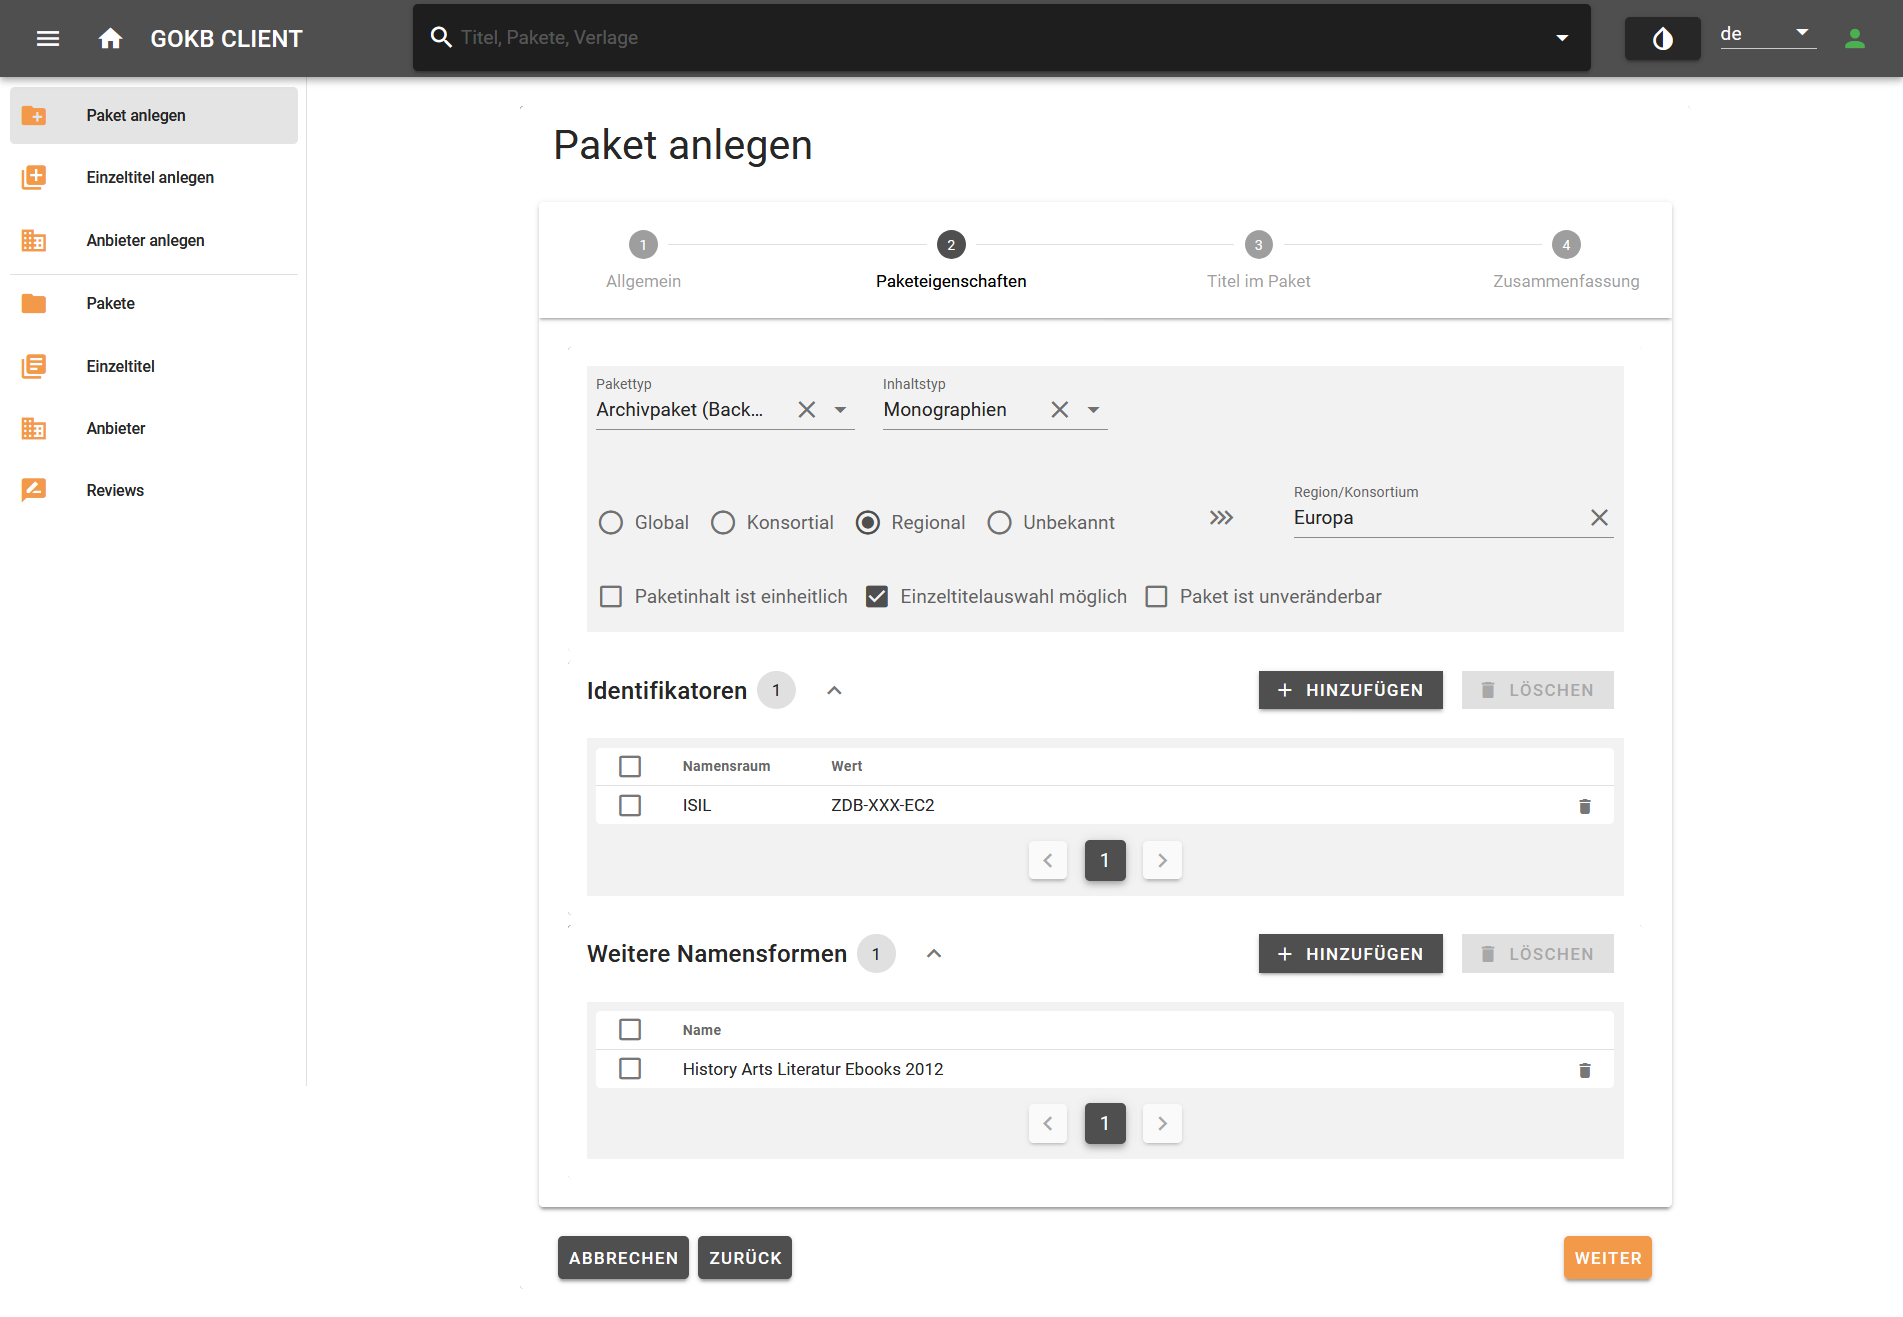 GOKB CLIENT
Titel, Pakete, Verlage
de
Paket anlegen
Einzeltitel anlegen
Anbieter anlegen
Pakete
Einzeltitel
Anbieter
Reviews
Paket anlegen
1 2 3 4
Allgemein Paketeigenschaften Titel im Paket Zusammenfassung
Pakettyp Inhaltstyp
Archivpaket (Back... Monographien
Region/Konsortium
Global Konsortial Regional Unbekannt Europa
Paketinhalt ist einheitlich Einzeltitelauswahl möglich Paket ist unveränderbar
Identifikatoren 1 HINZUFÜGEN LÖSCHEN
Namensraum Wert
ISIL ZDB-XXX-EC2
1
Weitere Namensformen 1 HINZUFÜGEN LÖSCHEN
Name
History Arts Literatur Ebooks 2012
1
ABBRECHEN ZURÜCK WEITER